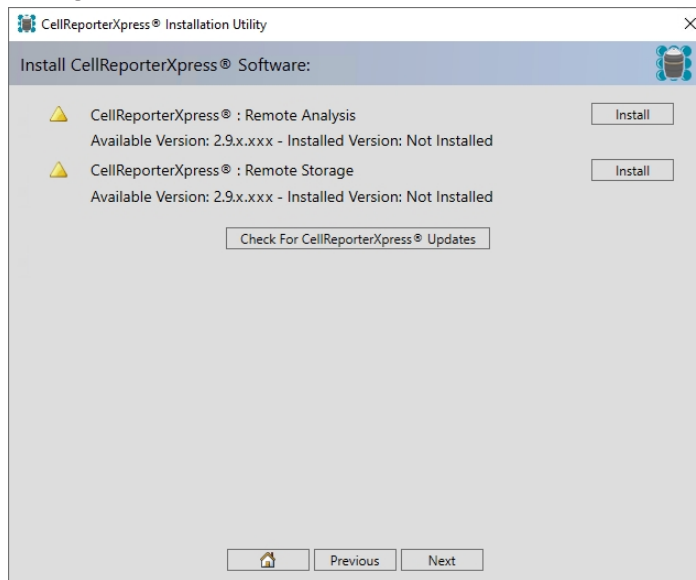 CellReporterXpress® Installation Utility
Install CellReporterXpress® Software:
CellReporterXpress® : Remote Analysis
Install
Available Version: 2.9.x.xxx - Installed Version: Not Installed
CellReporterXpress® : Remote Storage
Install
Available Version: 2.9.x.xxx - Installed Version: Not Installed
Check For CellReporterXpress® Updates
Previous
Next